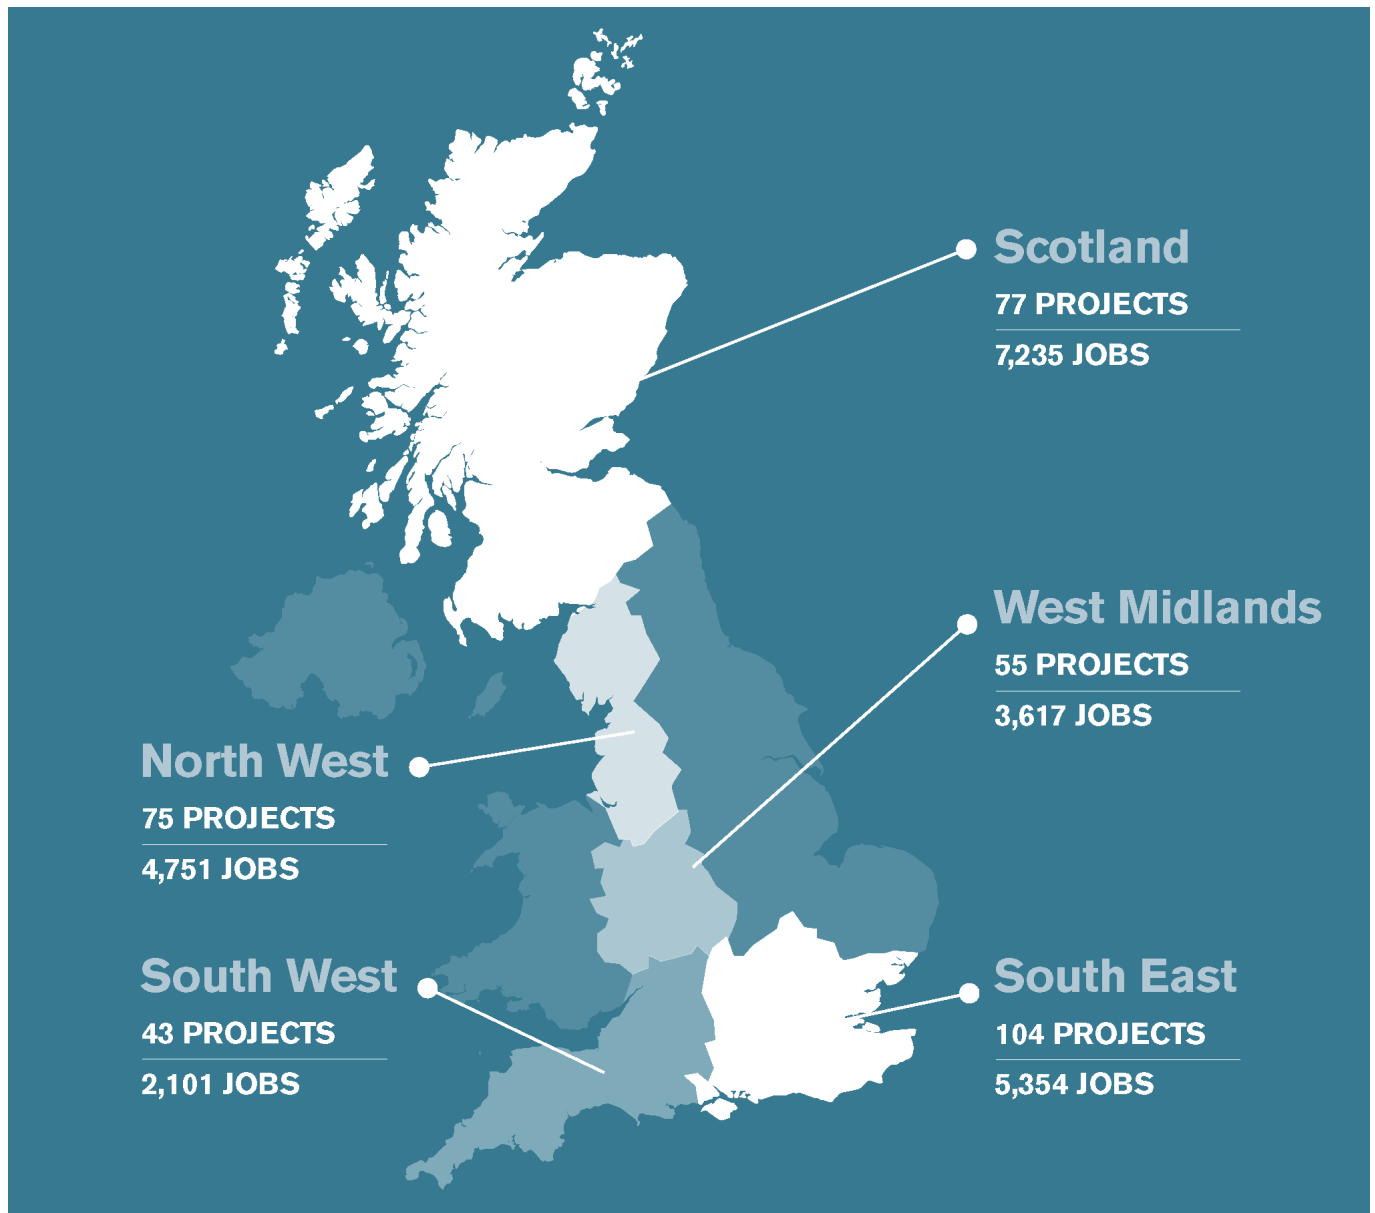 Scotland
77 PROJECTS
7,235 JOBS
West Midlands
55 PROJECTS
3,617 JOBS
North West
75 PROJECTS
4,751 JOBS
South West
43 PROJECTS
2,101 JOBS
South East
104 PROJECTS
5,354 JOBS